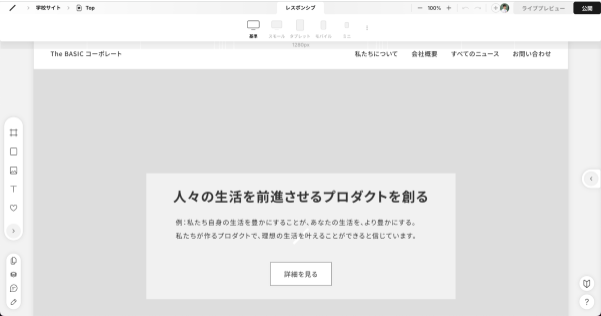 学校サイト
Top
レスポンシブ
100%
ライブプレビュー
公開
基準
スモール
タブレット
モバイル
ミニ
1280px
The BASIC コーポレート
私たちについて
会社概要
すべてのニュース
お問い合わせ
人々の生活を前進させるプロダクトを創る
例：私たち自身の生活を豊かにすることが、あなたの生活を、より豊かにする。
私たちが作るプロダクトで、理想の生活を叶えることができると信じています。
詳細を見る
T
?